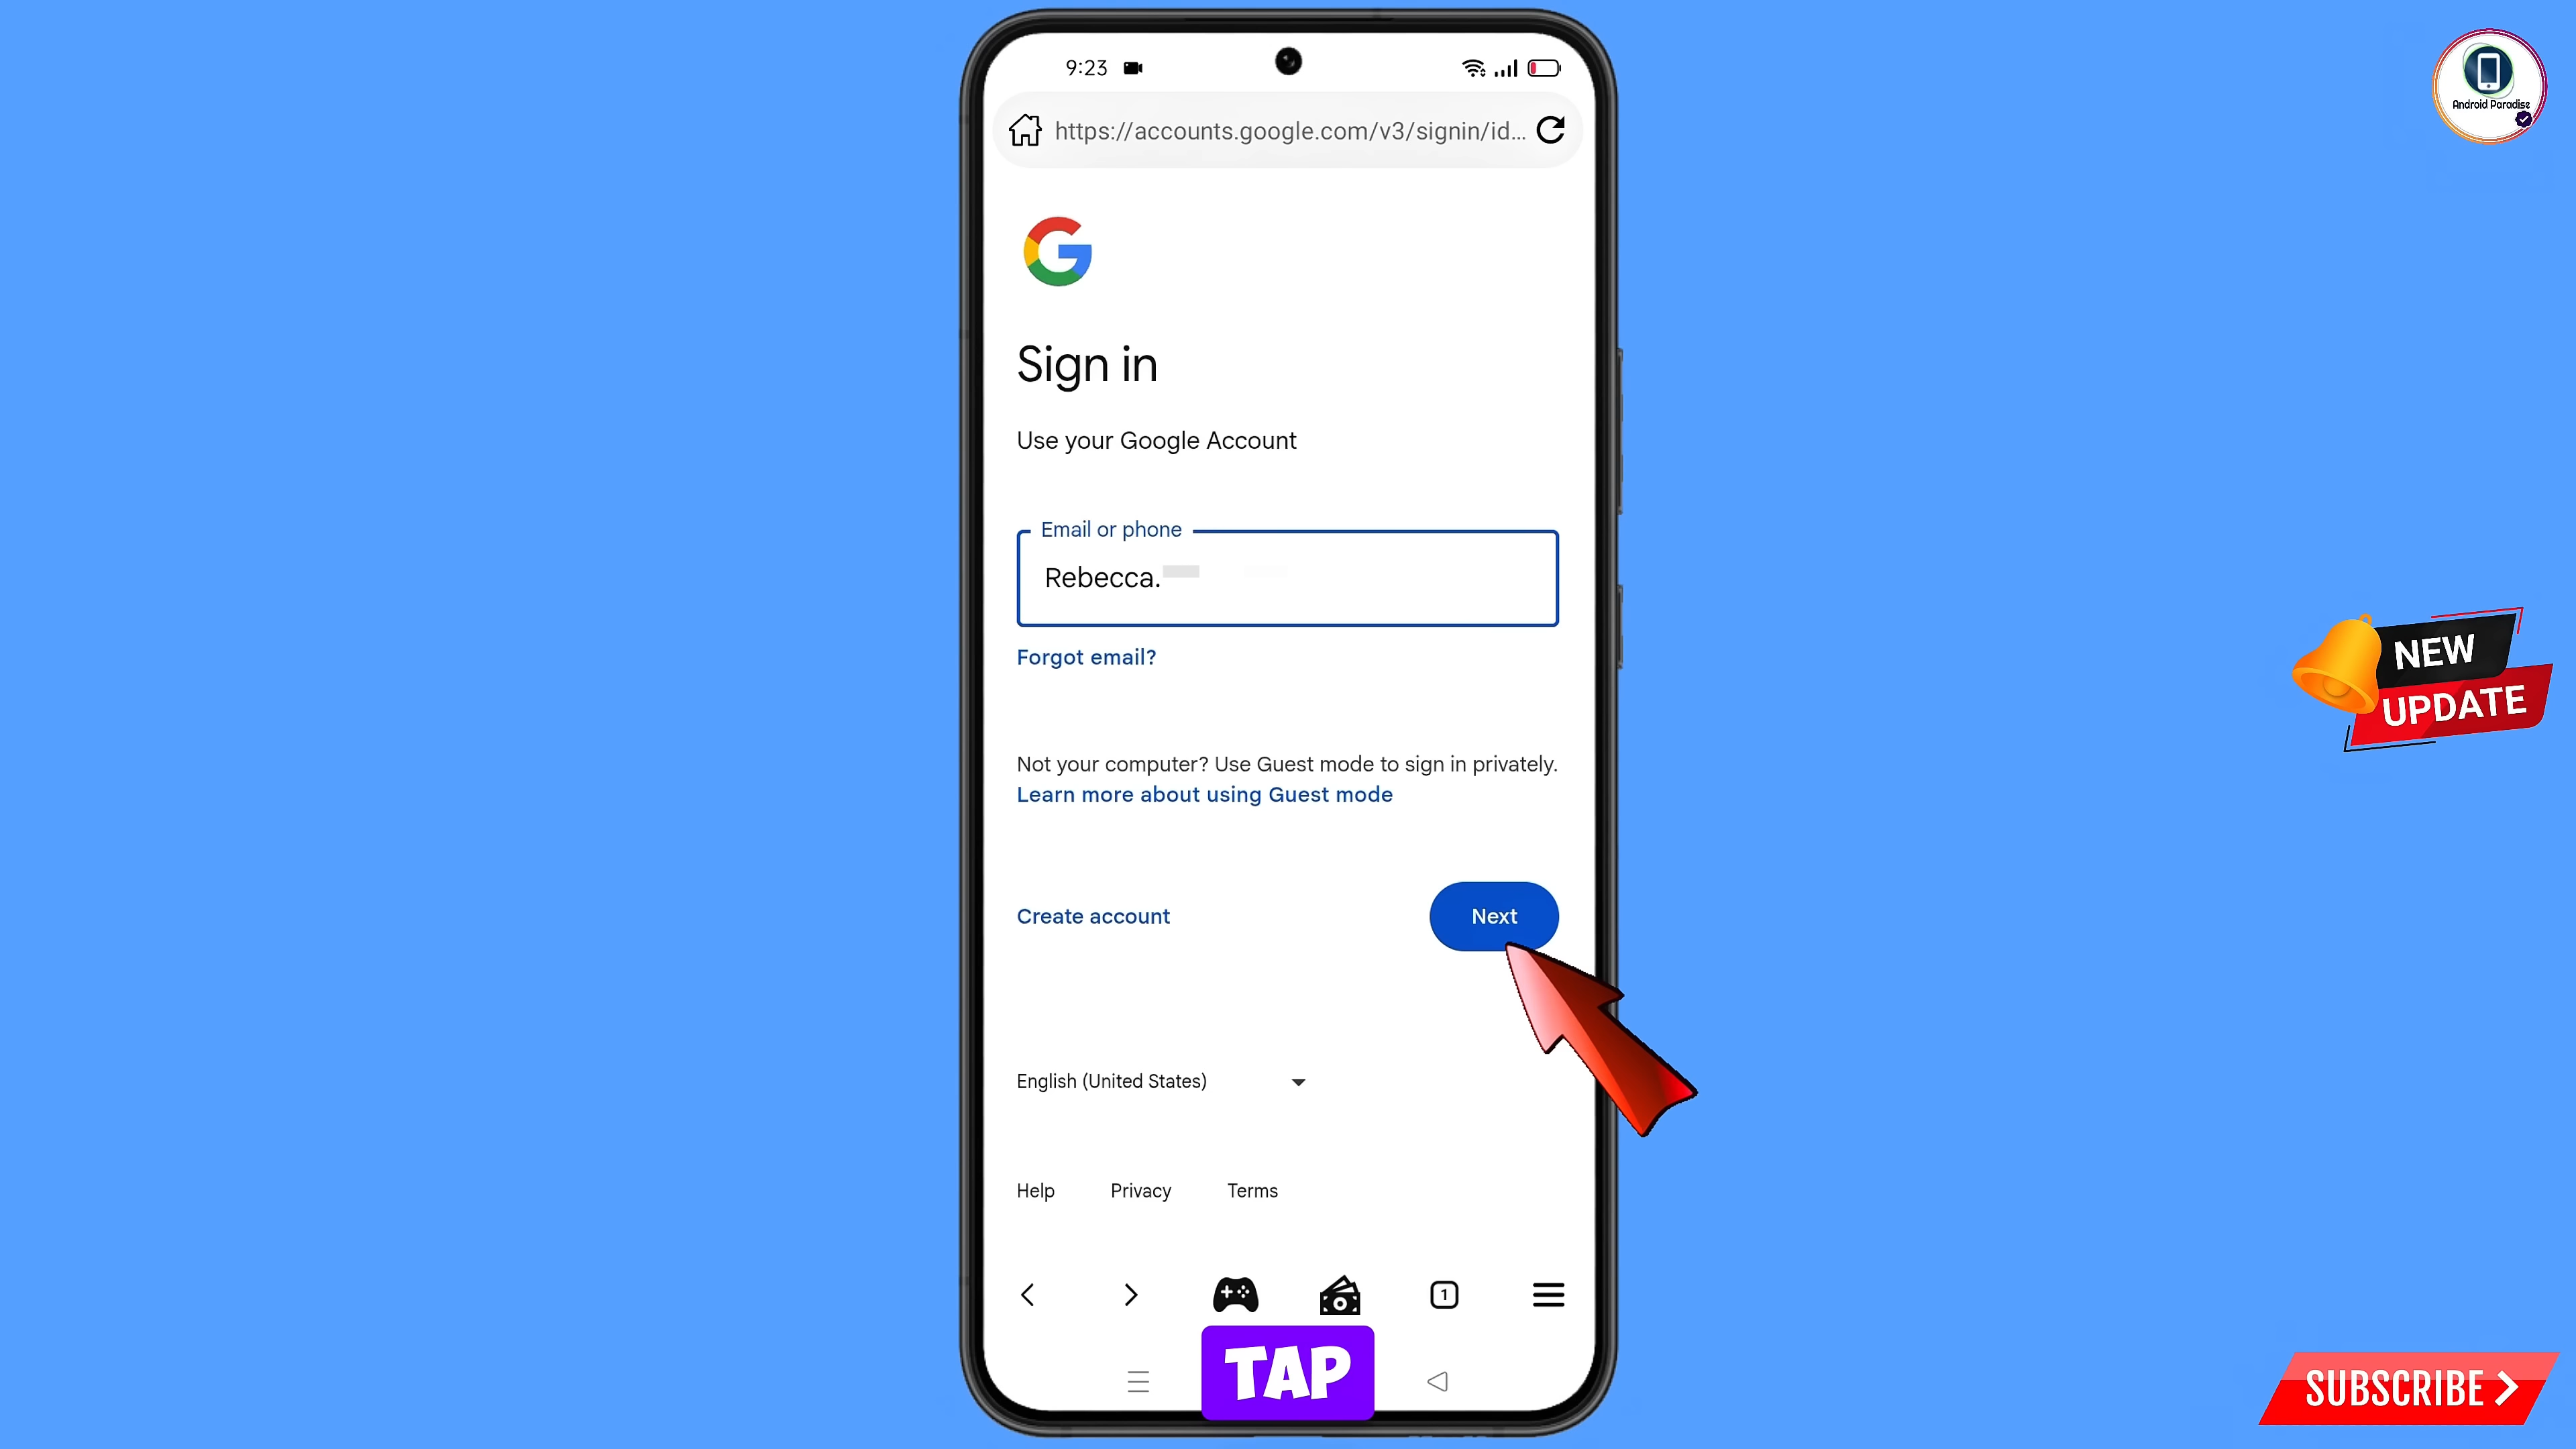 9:23
Android Paradise
https://accounts.google.com/v3/signin/id...
G
Sign in
Use your Google Account
Email or phone
Rebecca.
Forgot email?
NEW
UPDATE
Not your computer? Use Guest mode to sign in privately.
Learn more about using Guest mode
Create account
Next
English (United States)
Help Privacy Terms
1
TAP
SUBSCRIBE